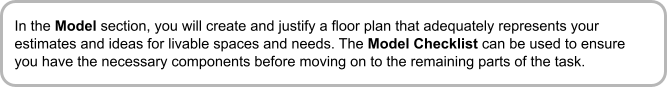 In the Model section, you will create and justify a floor plan that adequately represents your
estimates and ideas for livable spaces and needs. The Model Checklist can be used to ensure
you have the necessary components before moving on to the remaining parts of the task.